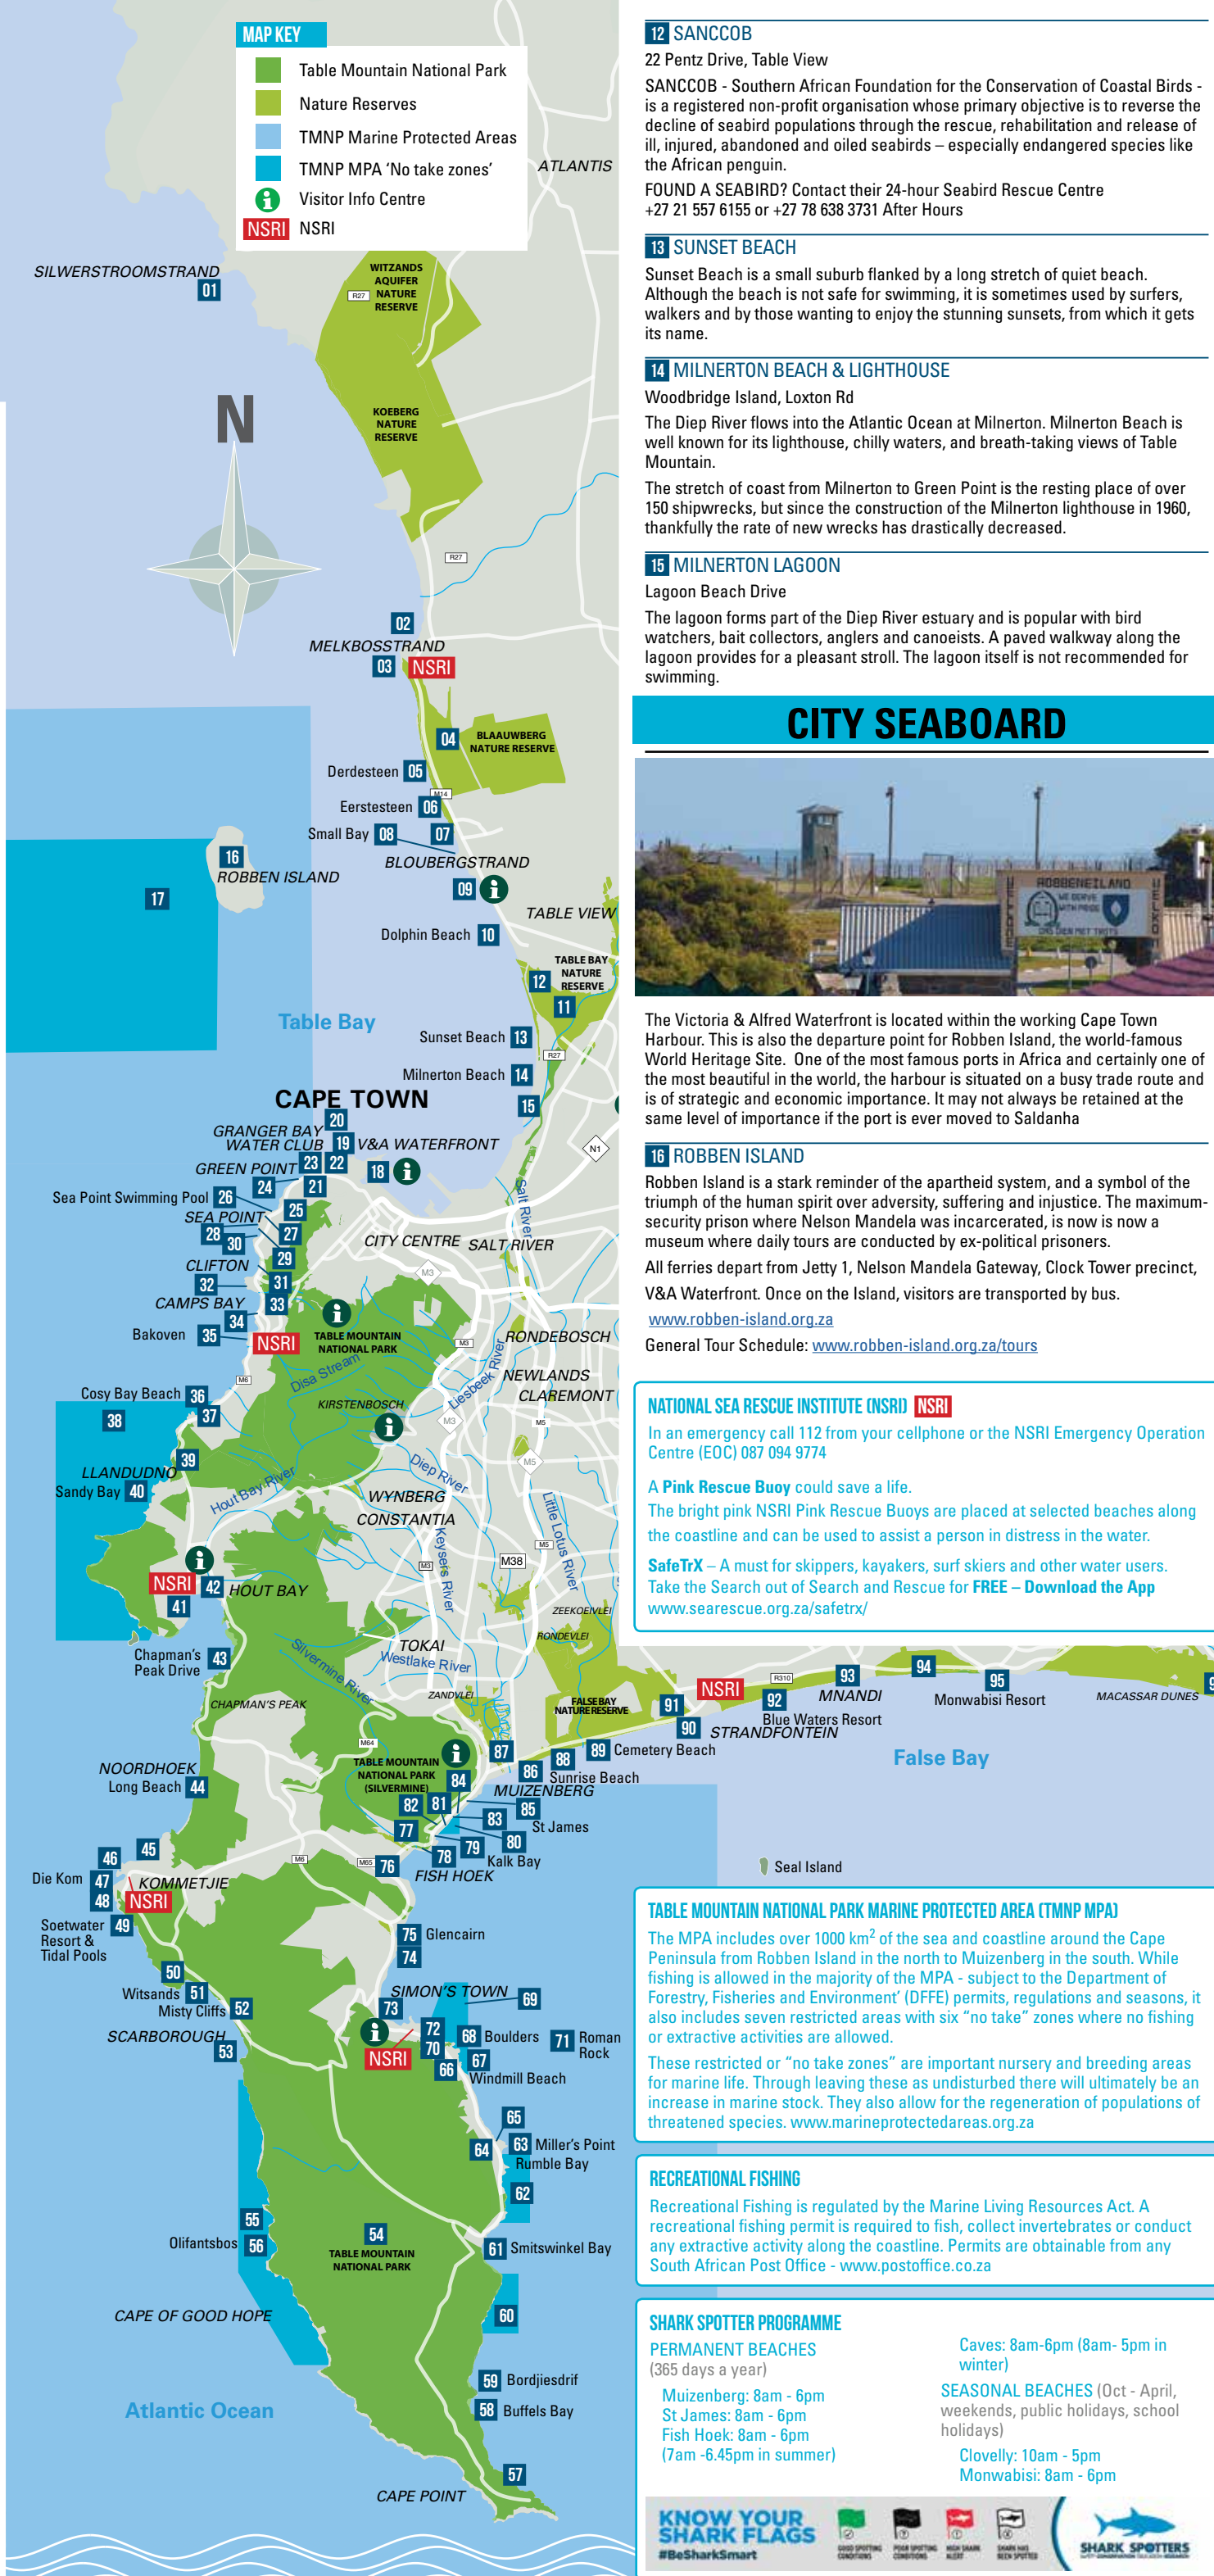 MAP KEY
Table Mountain National Park
Nature Reserves
TMNP Marine Protected Areas
TMNP MPA ‘No take zones’
i Visitor Info Centre
NSRI NSRI
ATLANTIS
SILWERSTROOMSTRAND
01
WITZANDS
AQUIFER
NATURE
RESERVE
R27
N
KOEBERG
NATURE
RESERVE
R27
02
MELKBOSSTRAND
03 NSRI
04
BLAAUWBERG
NATURE RESERVE
Derdesteen 05
M14
Eerstesteen 06
Small Bay 08 07
BLOUBERGSTRAND
16
ROBBEN ISLAND
17
09 i
TABLE VIEW
Dolphin Beach 10
TABLE BAY
NATURE
RESERVE
12
11
Table Bay
Sunset Beach 13
R27
Milnerton Beach 14
CAPE TOWN
15
20
GRANGER BAY
WATER CLUB 19 V&A WATERFRONT
N1
GREEN POINT 23 22
18 i
24 21
Sea Point Swimming Pool 26
25
SEA POINT
28 27
30
Salt River
CITY CENTRE SALT RIVER
29
CLIFTON
M3
32 31
CAMPS BAY 33
34
i
Bakoven 35 NSRI
TABLE MOUNTAIN
NATIONAL PARK
M3
RONDEBOSCH
Disa Stream
Liesbeek River
NEWLANDS
M6
Cosy Bay Beach 36
CLAREMONT
KIRSTENBOSCH
38 37
i
M3
M5
39
LLANDUDNO
Sandy Bay 40
Hout Bay River
Diep River
M5
WYNBERG
CONSTANTIA
Keysers River
Little Lotus River
M5
M3
M38
i
NSRI 42 HOUT BAY
41
ZEEKOEIVLEI
RONDEVLEI
Chapman's
Peak Drive 43
Silvermine River
TOKAI
Westlake River
CHAPMAN'S PEAK
ZANDVLEI
FALSE BAY
NATURE RESERVE
91 NSRI
R310
92
93
94
95
MNANDI
Monwabisi Resort
MACASSAR DUNES
Blue Waters Resort
90 STRANDFONTEIN
M64
TABLE MOUNTAIN
NATIONAL PARK
(SILVERMINE)
i
87
88
89 Cemetery Beach
False Bay
NOORDHOEK
Long Beach 44
84
86 Sunrise Beach
MUIZENBERG
82 81
85
83 St James
77
80
79
78 Kalk Bay
46
45
M6
M65 76
FISH HOEK
Seal Island
Die Kom 47
KOMMETJIE
48 NSRI
Soetwater 49
Resort &
Tidal Pools
75 Glencairn
74
50
Witsands 51
Misty Cliffs 52
SIMON'S TOWN
69
73
SCARBOROUGH
53
i
NSRI
72
70
68 Boulders
71 Roman
Rock
67
66
Windmill Beach
65
64
63 Miller's Point
Rumble Bay
62
55
Olifantsbos 56
54
TABLE MOUNTAIN
NATIONAL PARK
61 Smitswinkel Bay
CAPE OF GOOD HOPE
60
59 Bordjiesdrif
Atlantic Ocean
58 Buffels Bay
57
CAPE POINT
12 SANCCOB
22 Pentz Drive, Table View
SANCCOB - Southern African Foundation for the Conservation of Coastal Birds -
is a registered non-profit organisation whose primary objective is to reverse the
decline of seabird populations through the rescue, rehabilitation and release of
ill, injured, abandoned and oiled seabirds – especially endangered species like
the African penguin.
FOUND A SEABIRD? Contact their 24-hour Seabird Rescue Centre
+27 21 557 6155 or +27 78 638 3731 After Hours
13 SUNSET BEACH
Sunset Beach is a small suburb flanked by a long stretch of quiet beach.
Although the beach is not safe for swimming, it is sometimes used by surfers,
walkers and by those wanting to enjoy the stunning sunsets, from which it gets
its name.
14 MILNERTON BEACH & LIGHTHOUSE
Woodbridge Island, Loxton Rd
The Diep River flows into the Atlantic Ocean at Milnerton. Milnerton Beach is
well known for its lighthouse, chilly waters, and breath-taking views of Table
Mountain.
The stretch of coast from Milnerton to Green Point is the resting place of over
150 shipwrecks, but since the construction of the Milnerton lighthouse in 1960,
thankfully the rate of new wrecks has drastically decreased.
15 MILNERTON LAGOON
Lagoon Beach Drive
The lagoon forms part of the Diep River estuary and is popular with bird
watchers, bait collectors, anglers and canoeists. A paved walkway along the
lagoon provides for a pleasant stroll. The lagoon itself is not recommended for
swimming.
CITY SEABOARD
ROBBENEILAND
WE SERVE
WITH PRIDE
ONS DIEN MET TROTS
The Victoria & Alfred Waterfront is located within the working Cape Town
Harbour. This is also the departure point for Robben Island, the world-famous
World Heritage Site. One of the most famous ports in Africa and certainly one of
the most beautiful in the world, the harbour is situated on a busy trade route and
is of strategic and economic importance. It may not always be retained at the
same level of importance if the port is ever moved to Saldanha
16 ROBBEN ISLAND
Robben Island is a stark reminder of the apartheid system, and a symbol of the
triumph of the human spirit over adversity, suffering and injustice. The maximum-
security prison where Nelson Mandela was incarcerated, is now is now a
museum where daily tours are conducted by ex-political prisoners.
All ferries depart from Jetty 1, Nelson Mandela Gateway, Clock Tower precinct,
V&A Waterfront. Once on the Island, visitors are transported by bus.
www.robben-island.org.za
General Tour Schedule: www.robben-island.org.za/tours
NATIONAL SEA RESCUE INSTITUTE (NSRI) NSRI
In an emergency call 112 from your cellphone or the NSRI Emergency Operation
Centre (EOC) 087 094 9774
A Pink Rescue Buoy could save a life.
The bright pink NSRI Pink Rescue Buoys are placed at selected beaches along
the coastline and can be used to assist a person in distress in the water.
SafeTrX – A must for skippers, kayakers, surf skiers and other water users.
Take the Search out of Search and Rescue for FREE – Download the App
www.searescue.org.za/safetrx/
TABLE MOUNTAIN NATIONAL PARK MARINE PROTECTED AREA (TMNP MPA)
The MPA includes over 1000 km² of the sea and coastline around the Cape
Peninsula from Robben Island in the north to Muizenberg in the south. While
fishing is allowed in the majority of the MPA - subject to the Department of
Forestry, Fisheries and Environment’ (DFFE) permits, regulations and seasons, it
also includes seven restricted areas with six “no take” zones where no fishing
or extractive activities are allowed.
These restricted or “no take zones” are important nursery and breeding areas
for marine life. Through leaving these as undisturbed there will ultimately be an
increase in marine stock. They also allow for the regeneration of populations of
threatened species. www.marineprotectedareas.org.za
RECREATIONAL FISHING
Recreational Fishing is regulated by the Marine Living Resources Act. A
recreational fishing permit is required to fish, collect invertebrates or conduct
any extractive activity along the coastline. Permits are obtainable from any
South African Post Office - www.postoffice.co.za
SHARK SPOTTER PROGRAMME
PERMANENT BEACHES
(365 days a year)
Muizenberg: 8am - 6pm
St James: 8am - 6pm
Fish Hoek: 8am - 6pm
(7am -6.45pm in summer)
Caves: 8am-6pm (8am- 5pm in
winter)
SEASONAL BEACHES (Oct - April,
weekends, public holidays, school
holidays)
Clovelly: 10am - 5pm
Monwabisi: 8am - 6pm
KNOW YOUR
SHARK FLAGS
#BeSharkSmart
GOOD SPOTTING
CONDITIONS
POOR SPOTTING
CONDITIONS
HIGH SHARK
ALERT
SHARK HAS
BEEN SPOTTED
SHARK SPOTTERS